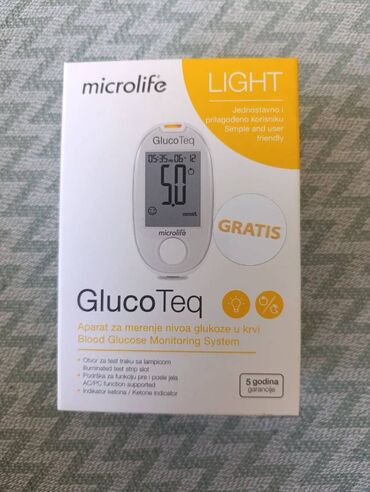 microlife®
LIGHT
Jednostavno i
prilagođeno korisniku
Simple and user
friendly
GlucoTeq
05:35 06 12
5.0
mmol/L
microlife
GRATIS
GlucoTeq
Aparat za merenje nivoa glukoze u krvi
Blood Glucose Monitoring System
• Otvor za test traku sa lampicom
Illuminated test strip slot
• Podrška za funkciju pre i posle jela
AC/PC function supported
• Indikator ketona / Ketone indicator
5 godina
garancije